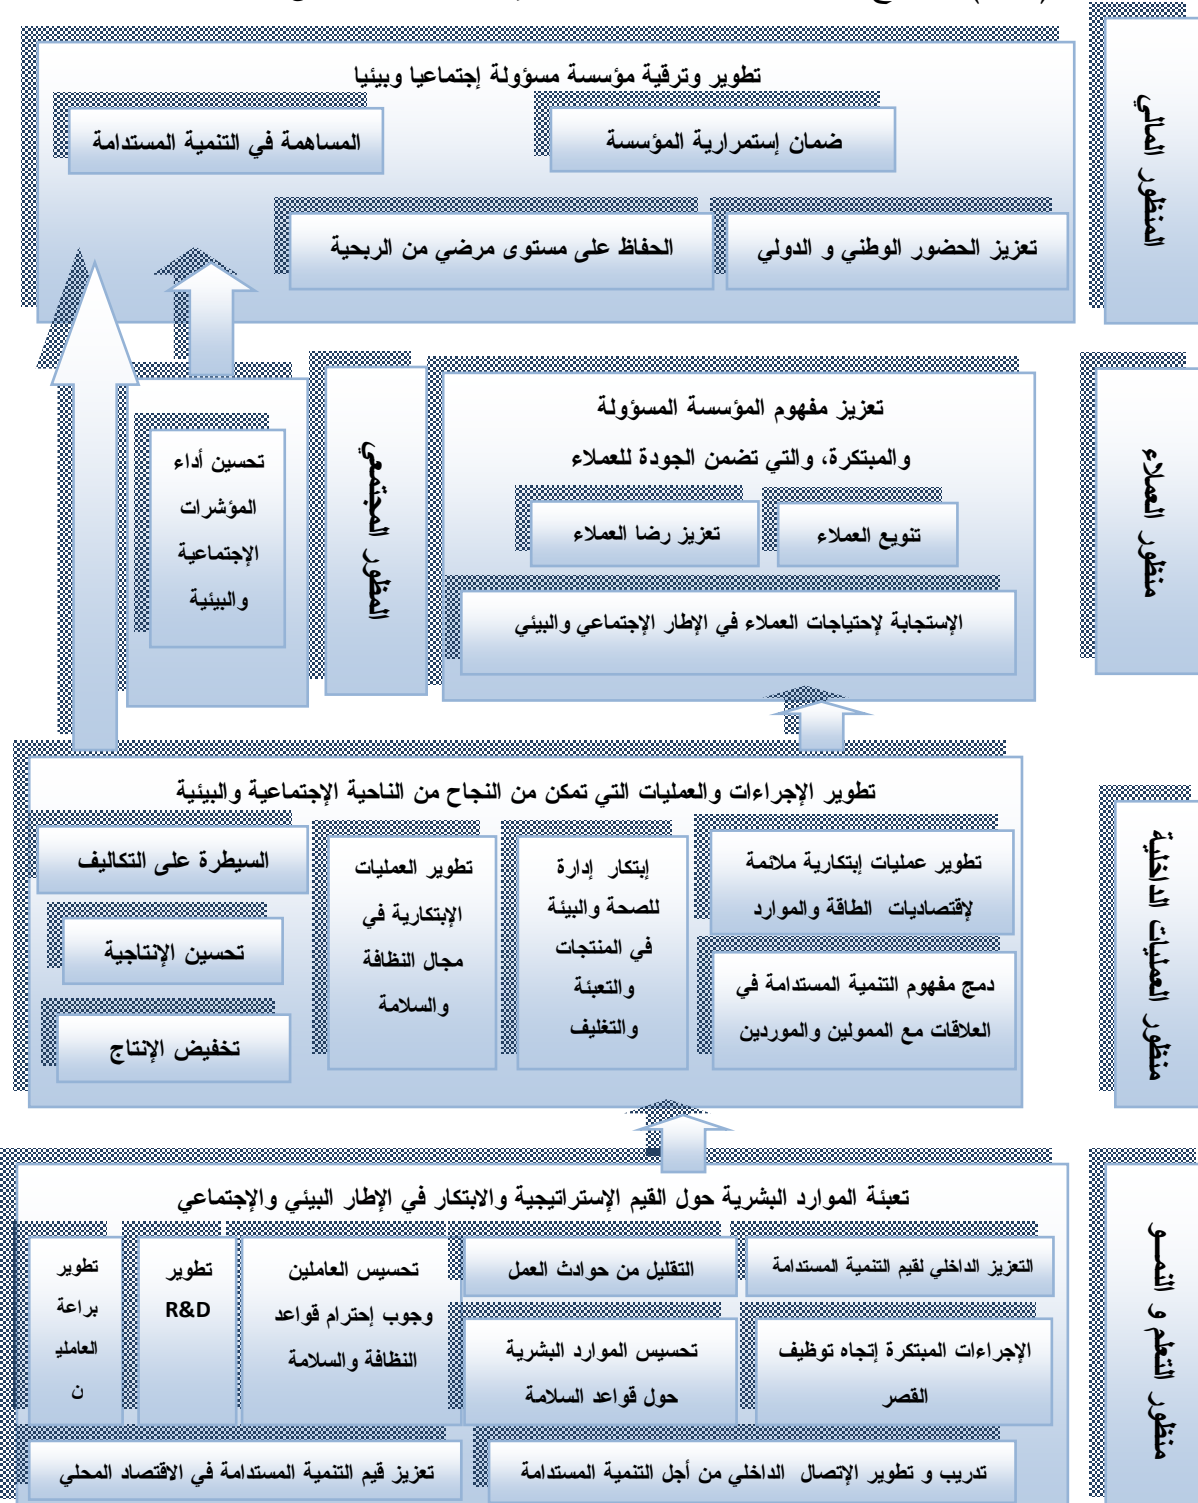 المنظور المالي
تطوير وترقية مؤسسة مسؤولة إجتماعيا وبيئيا
ضمان إستمرارية المؤسسة
المساهمة في التنمية المستدامة
تعزيز الحضور الوطني و الدولي
الحفاظ على مستوى مرضي من الربحية
منظور العملاء
تعزيز مفهوم المؤسسة المسؤولة
والمبتكرة، والتي تضمن الجودة للعملاء
تنويع العملاء
تعزيز رضا العملاء
الإستجابة لإحتياجات العملاء في الإطار الإجتماعي والبيئي
المظور المجتمعي
تحسين أداء
المؤشرات
الإجتماعية
والبيئية
منظور العمليات الداخلية
تطوير الإجراءات والعمليات التي تمكن من النجاح من الناحية الإجتماعية والبيئية
تطوير عمليات إبتكارية ملائمة
لإقتصاديات الطاقة والموارد
دمج مفهوم التنمية المستدامة في
العلاقات مع الممولين والموردين
إبتكار إدارة
للصحة والبيئة
في المنتجات
والتعبئة
والتغليف
تطوير العمليات
الإبتكارية في
مجال النظافة
والسلامة
السيطرة على التكاليف
تحسين الإنتاجية
تخفيض الإنتاج
منظور التعلم و النمــو
تعبئة الموارد البشرية حول القيم الإستراتيجية والابتكار في الإطار البيئي والإجتماعي
التعزيز الداخلي لقيم التنمية المستدامة
التقليل من حوادث العمل
الإجراءات المبتكرة إتجاه توظيف
القصر
تحسيس الموارد البشرية
حول قواعد السلامة
تحسيس العاملين
وجوب إحترام قواعد
النظافة والسلامة
تطوير
R&D
تطوير
براعة
العاملي
ن
تدريب و تطوير الإتصال الداخلي من أجل التنمية المستدامة
تعزيز قيم التنمية المستدامة في الاقتصاد المحلي